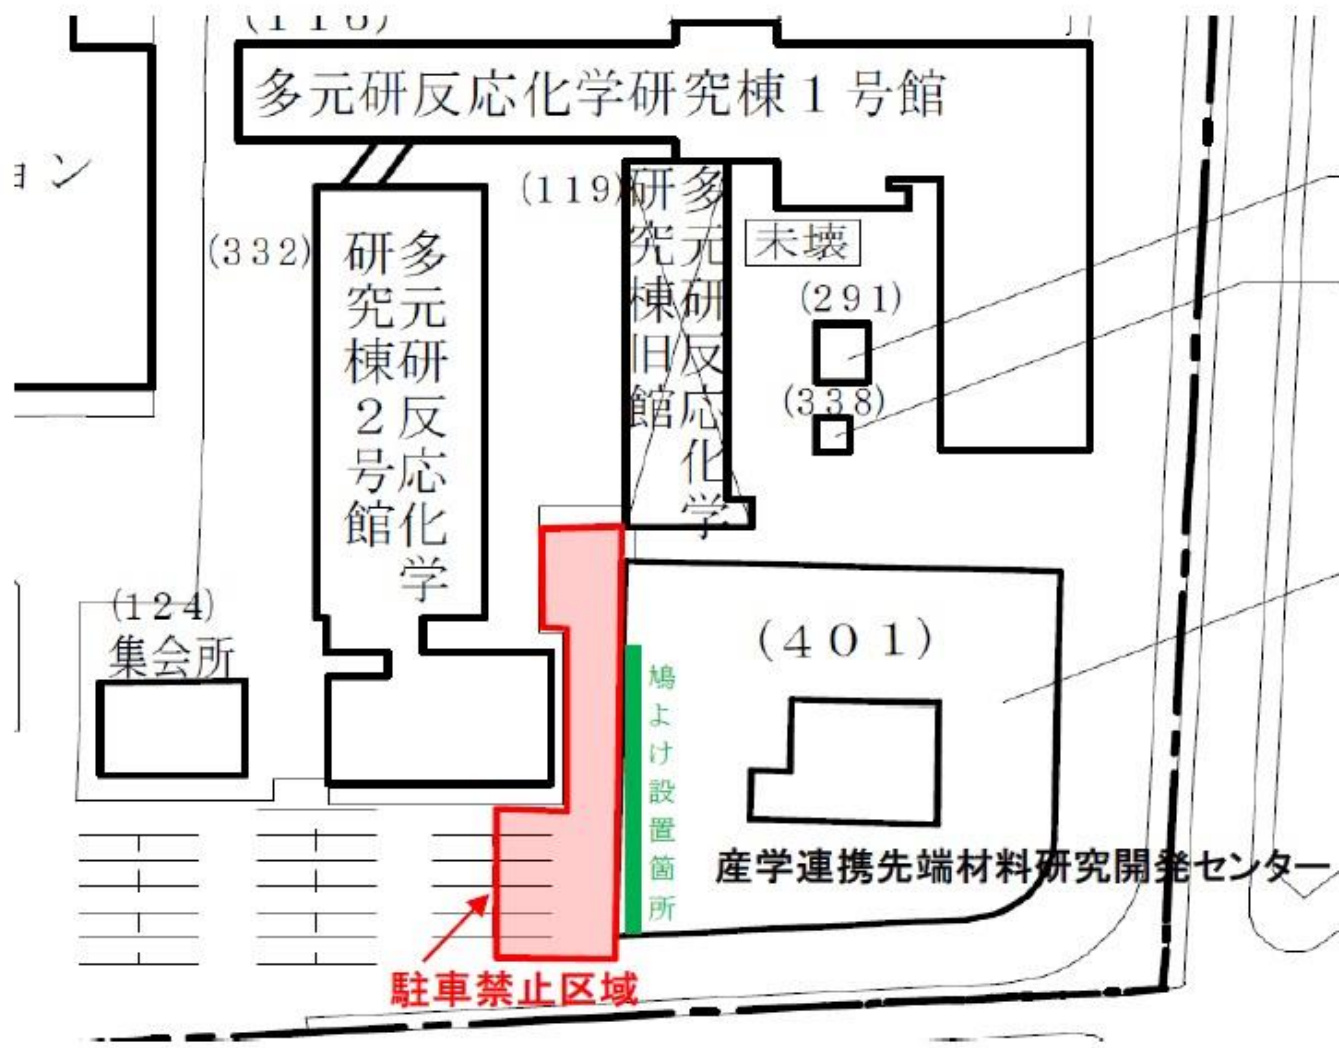 (116)
多元研反応化学研究棟1号館
ョン
(119)
多元研反応化学
研究棟旧館
未壊
(332)
多元研反応化学
研究棟2号館
(291)
(338)
(124)
集会所
(401)
鳩よけ設置箇所
産学連携先端材料研究開発センター
駐車禁止区域